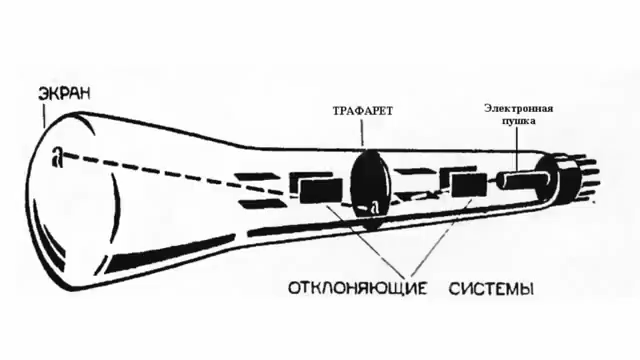 ЭКРАН
ТРАФАРЕТ
Электронная
пушка
a
a
ОТКЛОНЯЮЩИЕ СИСТЕМЫ